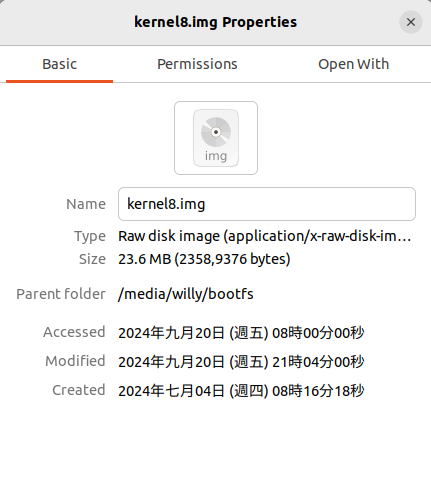 kernel8.img Properties
Basic Permissions Open With
img
Name kernel8.img
Type Raw disk image (application/x-raw-disk-im…
Size 23.6 MB (2358,9376 bytes)
Parent folder /media/willy/bootfs
Accessed 2024年九月20日 (週五) 08時00分00秒
Modified 2024年九月20日 (週五) 21時04分00秒
Created 2024年七月04日 (週四) 08時16分18秒